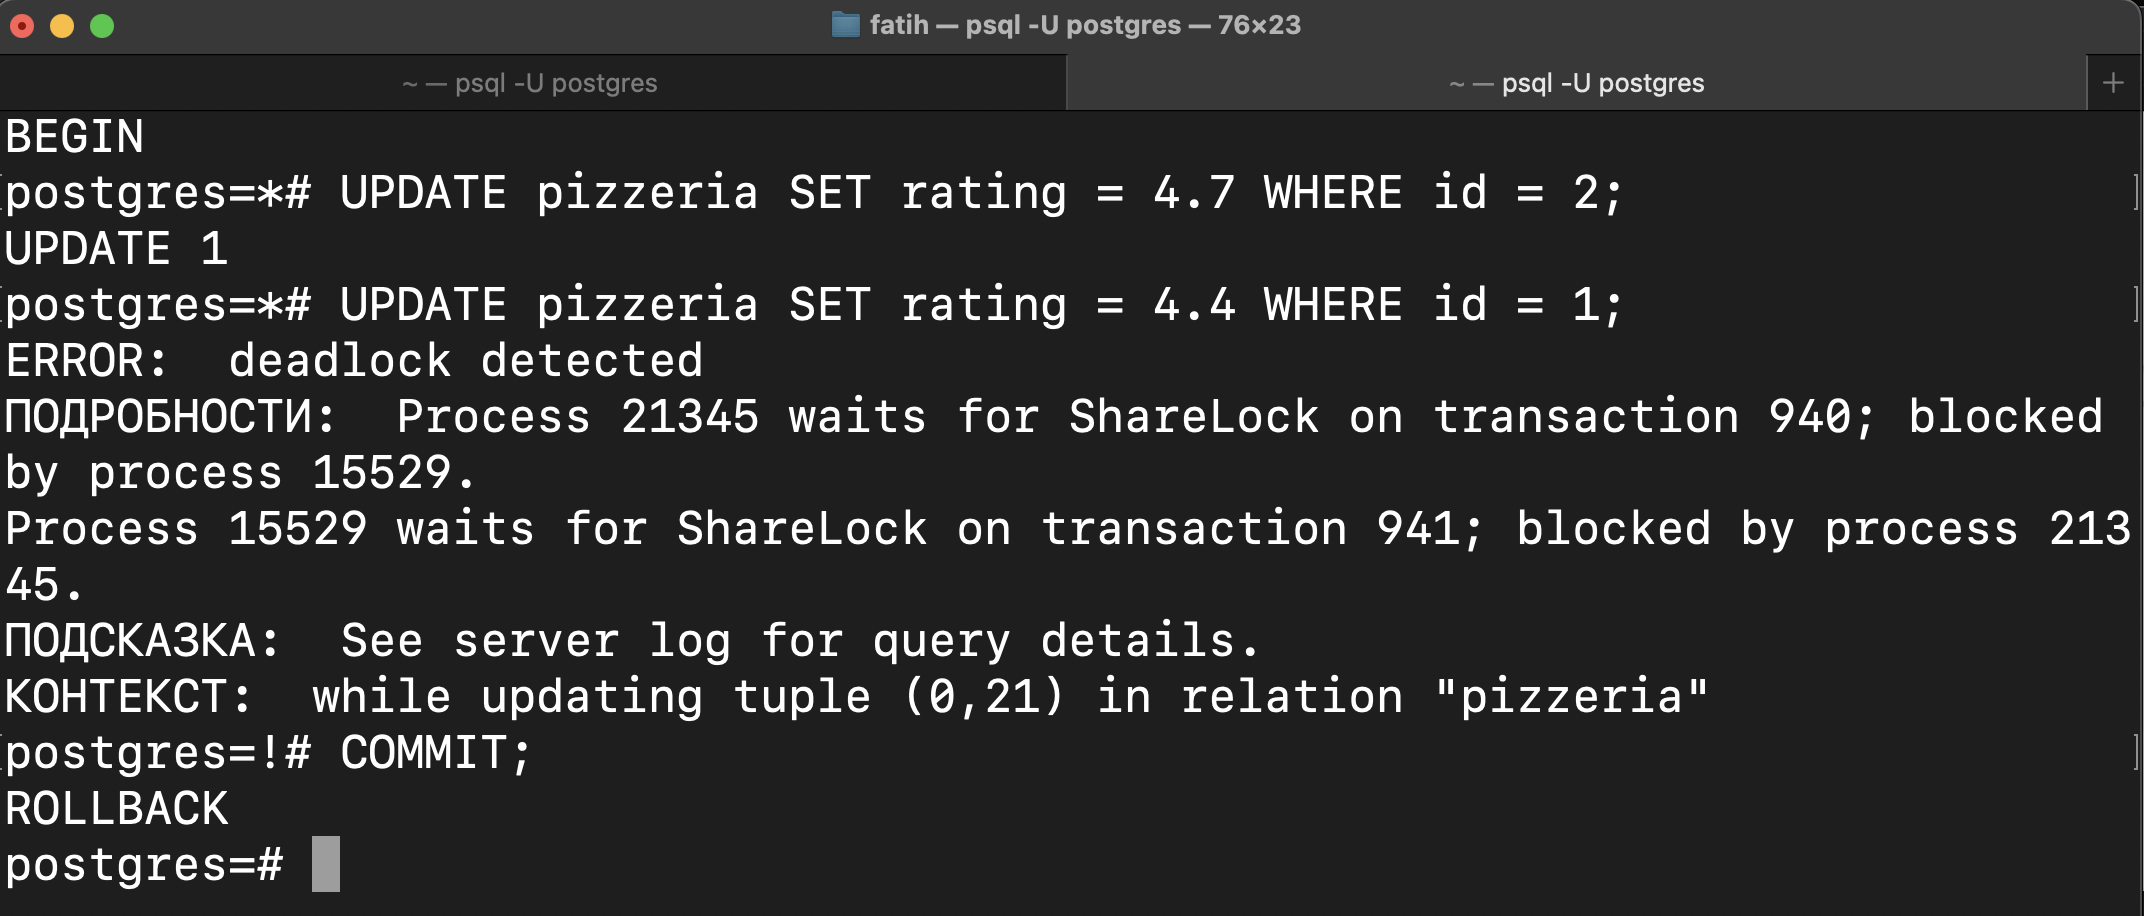 fatih — psql -U postgres — 76×23
~ — psql -U postgres
~ — psql -U postgres
+
BEGIN
postgres=*# UPDATE pizzeria SET rating = 4.7 WHERE id = 2;
UPDATE 1
postgres=*# UPDATE pizzeria SET rating = 4.4 WHERE id = 1;
ERROR:  deadlock detected
ПОДРОБНОСТИ:  Process 21345 waits for ShareLock on transaction 940; blocked
by process 15529.
Process 15529 waits for ShareLock on transaction 941; blocked by process 213
45.
ПОДСКАЗКА:  See server log for query details.
КОНТЕКСТ:  while updating tuple (0,21) in relation "pizzeria"
postgres=!# COMMIT;
ROLLBACK
postgres=#